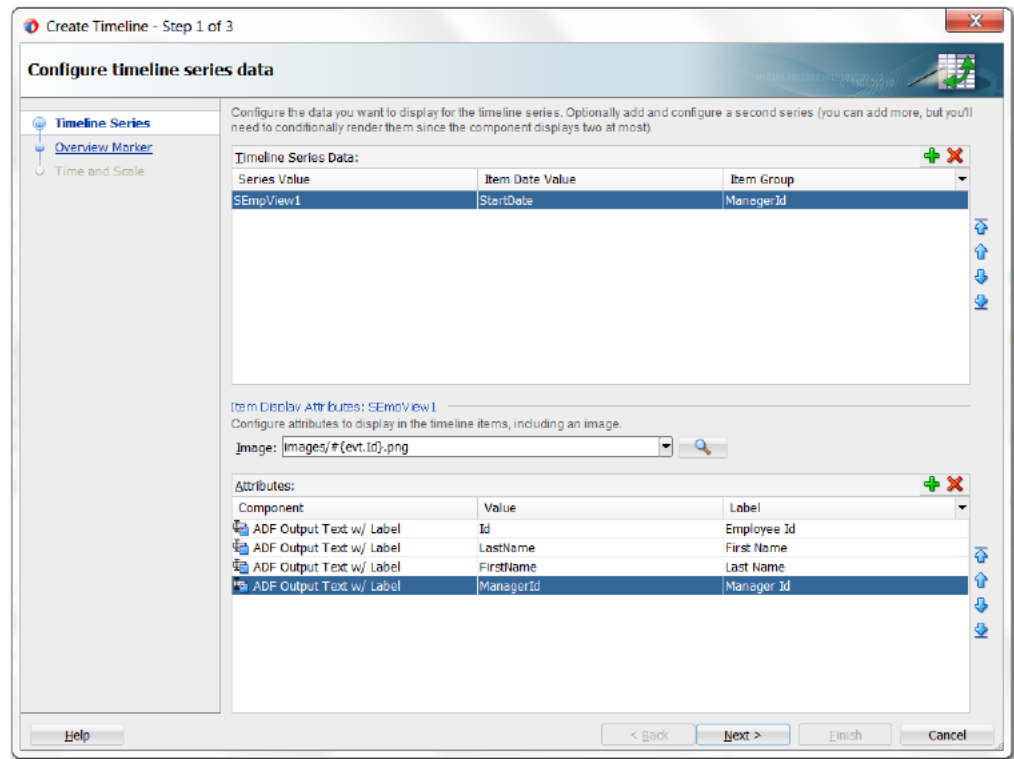 Create Timeline - Step 1 of 3
Configure timeline series data
Timeline Series
Overview Marker
Time and Scale
Configure the data you want to display for the timeline series. Optionally add and configure a second series (you can add more, but you'll
need to conditionally render them since the component displays two at most).
Timeline Series Data:
Series Value Item Date Value Item Group
SEmpView1 StartDate ManagerId
Item Display Attributes: SEmpView1
Configure attributes to display in the timeline items, including an image.
Image: images/#{evt.Id}.png
Attributes:
Component Value Label
ADF Output Text w/ Label Id Employee Id
ADF Output Text w/ Label LastName First Name
ADF Output Text w/ Label FirstName Last Name
ADF Output Text w/ Label ManagerId Manager Id
Help < Back Next > Finish Cancel